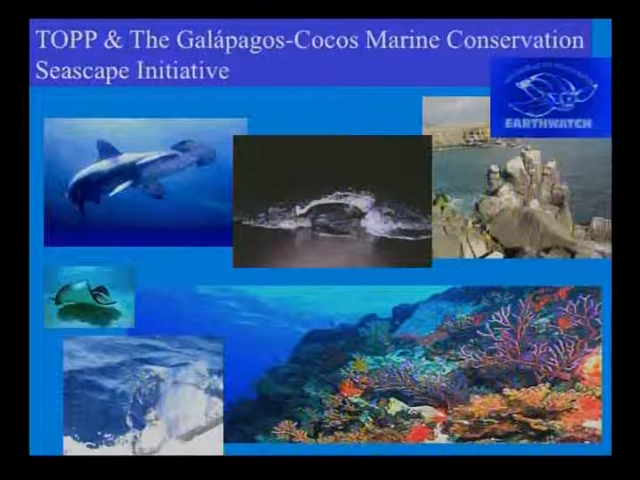 TOPP & The Galápagos-Cocos Marine Conservation
Seascape Initiative
EARTHWATCH